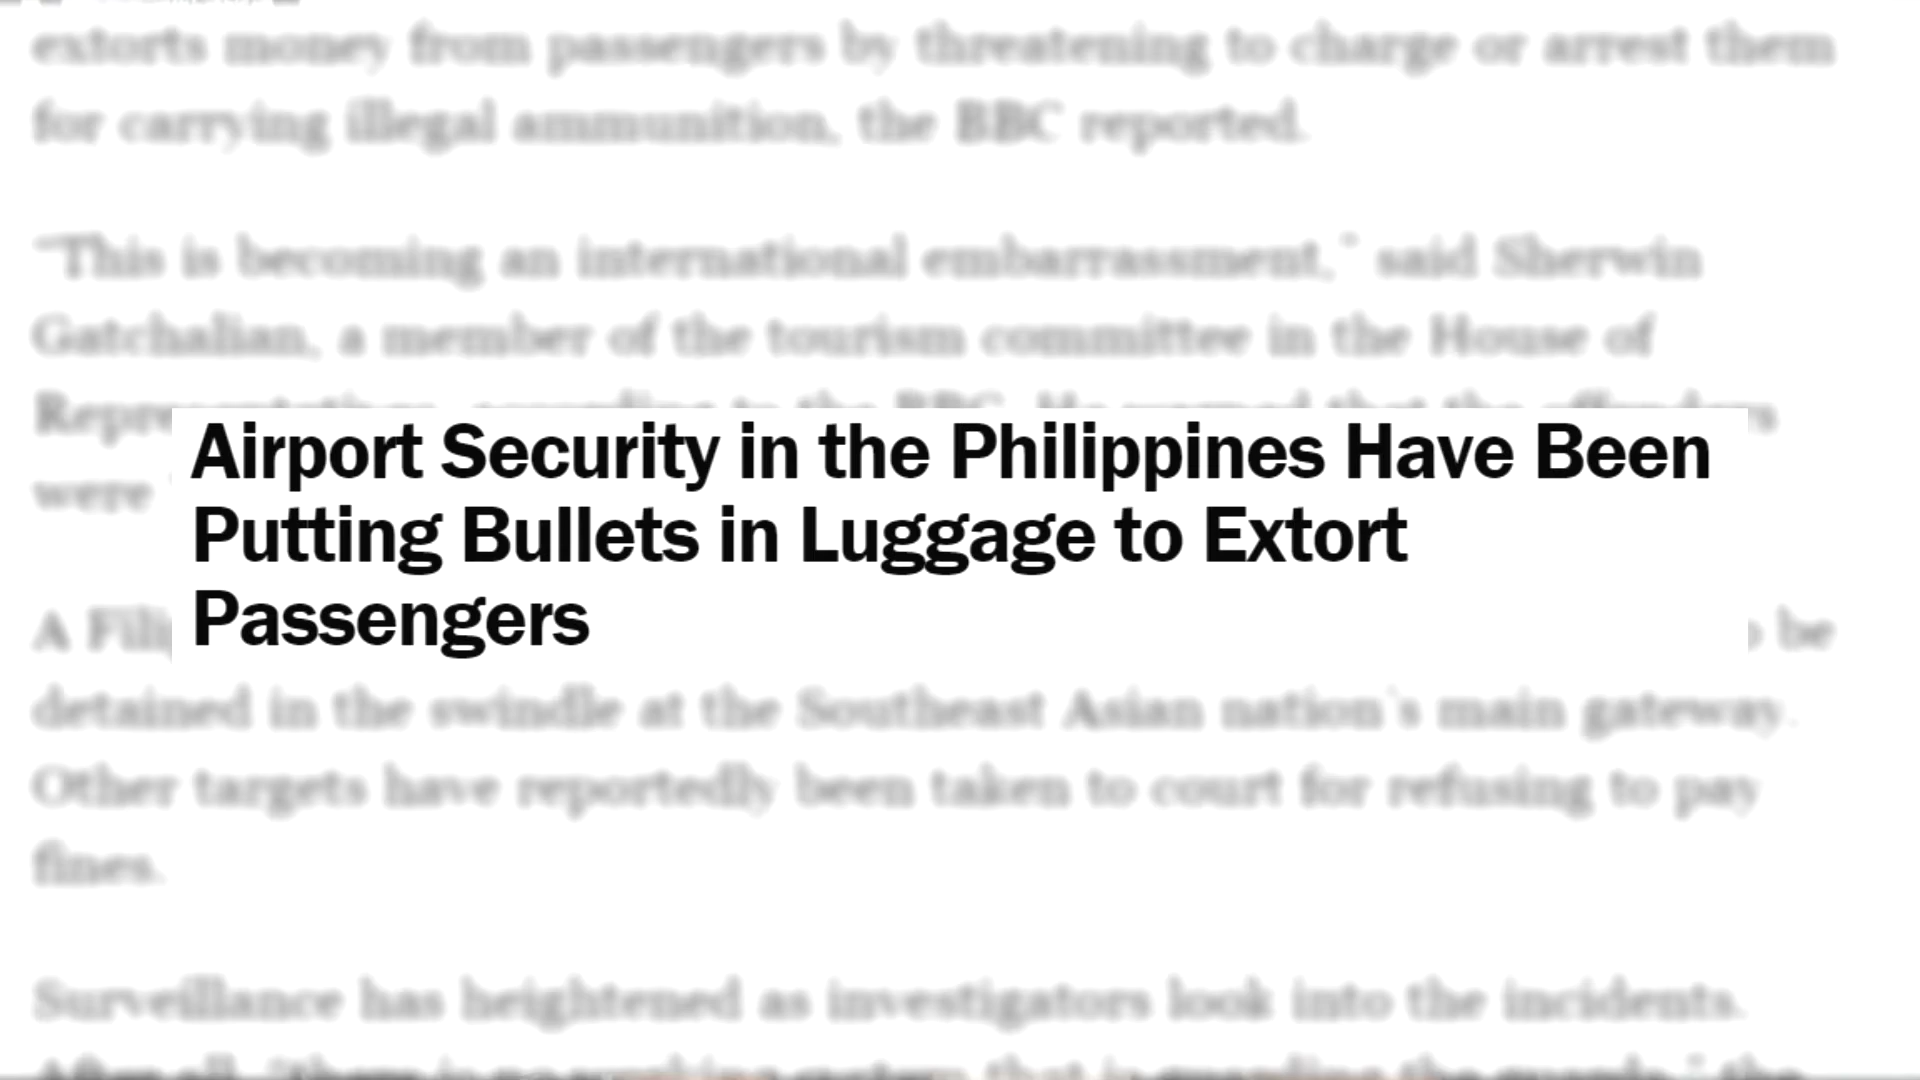 extorts money from passengers by threatening to charge or arrest them
for carrying illegal ammunition, the BBC reported.
"This is becoming an international embarrassment," said Sherwin
Gatchalian, a member of the tourism committee in the House of
were
Airport Security in the Philippines Have Been
Putting Bullets in Luggage to Extort
Passengers
A
be
detained in the swindle at the Southeast Asian nation's main gateway.
Other targets have reportedly been taken to court for refusing to pay
fines.
Surveillance has heightened as investigators look into the incidents.